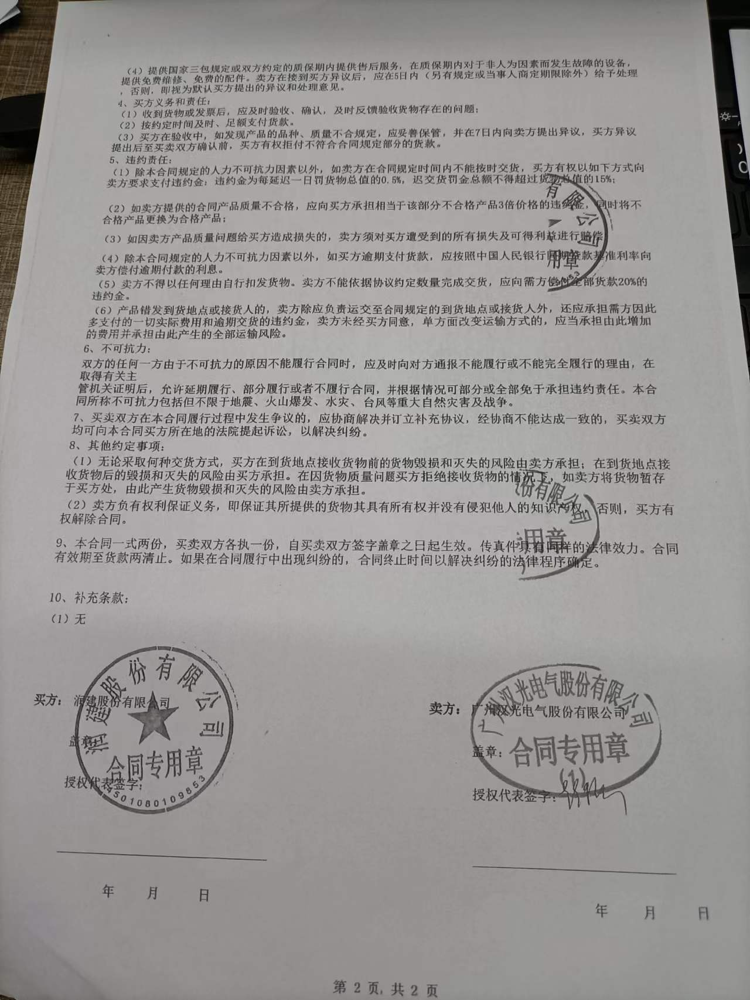 （4）提供国家三包规定或双方约定的质保期内提供售后服务，在质保期内对于非人为因素而发生故障的设备，
提供免费维修、免费的配件。卖方在接到买方异议后，应在5日内（另有规定或当事人商定期限除外）给予处理
，否则，即视为默认买方提出的异议和处理意见。
4、买方义务和责任：
（1）收到货物或发票后，应及时验收、确认，及时反馈验收货物存在的问题；
（2）按约定时间及时、足额支付货款。
（3）买方在验收中，如发现产品的品种、质量不合规定，应妥善保管，并在7日内向卖方提出异议，买方异议
提出后至买卖双方确认前，买方有权拒付不符合合同规定部分的货款。
5、违约责任：
（1）除本合同规定的人力不可抗力因素以外，如卖方在合同规定时间内不能按时交货，买方有权以如下方式向
卖方要求支付违约金：违约金为每延迟一日罚货物总值的0.5%，迟交货罚金总额不得超过货物总值的15%；
（2）如卖方提供的合同产品质量不合格，应向买方承担相当于该部分不合格产品3倍价格的违约金，同时将不
合格产品更换为合格产品；
（3）如因卖方产品质量问题给买方造成损失的，卖方须对买方遭受到的所有损失及可得利益进行赔偿
（4）除本合同规定的人力不可抗力因素以外，如买方逾期支付货款，应按照中国人民银行同期贷款基准利率向
卖方偿付逾期付款的利息。
（5）卖方不得以任何理由自行扣发货物。卖方不能依据协议约定数量完成交货，应向需方偿付全部货款20%的
违约金。
（6）产品错发到货地点或接货人的，卖方除应负责运交至合同规定的到货地点或接货人外，还应承担需方因此
多支付的一切实际费用和逾期交货的违约金，卖方未经买方同意，单方面改变运输方式的，应当承担由此增加
的费用并承担由此产生的全部运输风险。
6、不可抗力：
双方的任何一方由于不可抗力的原因不能履行合同时，应及时向对方通报不能履行或不能完全履行的理由，在
取得有关主
管机关证明后，允许延期履行、部分履行或者不履行合同，并根据情况可部分或全部免于承担违约责任。本合
同所称不可抗力包括但不限于地震、火山爆发、水灾、台风等重大自然灾害及战争。
7、买卖双方在本合同履行过程中发生争议的，应协商解决并订立补充协议，经协商不能达成一致的，买卖双方
均可向本合同买方所在地的法院提起诉讼，以解决纠纷。
8、其他约定事项：
（1）无论采取何种交货方式，买方在到货地点接收货物前的货物毁损和灭失的风险由卖方承担；在到货地点接
收货物后的毁损和灭失的风险由买方承担。在因货物质量问题买方拒绝接收货物的情况下，如卖方将货物暂存
于买方处，由此产生货物毁损和灭失的风险由卖方承担。
（2）卖方负有权利保证义务，即保证其所提供的货物其具有所有权并没有侵犯他人的知识产权，否则，买方有
权解除合同。
9、本合同一式两份，买卖双方各执一份，自买卖双方签字盖章之日起生效。传真件具有同样的法律效力。合同
有效期至货款两清止。如果在合同履行中出现纠纷的，合同终止时间以解决纠纷的法律程序确定。
10、补充条款：
（1）无
有限公司
用章
份有限公司
用章
买方： 润建股份有限公司
盖章：
授权代表签字：
润建股份有限公司
合同专用章
4501080109853
年 月 日
卖方： 广州汉光电气股份有限公司
盖章：
授权代表签字：
广州汉光电气股份有限公司
合同专用章
(1)
年 月 日
第 2 页，共 2 页